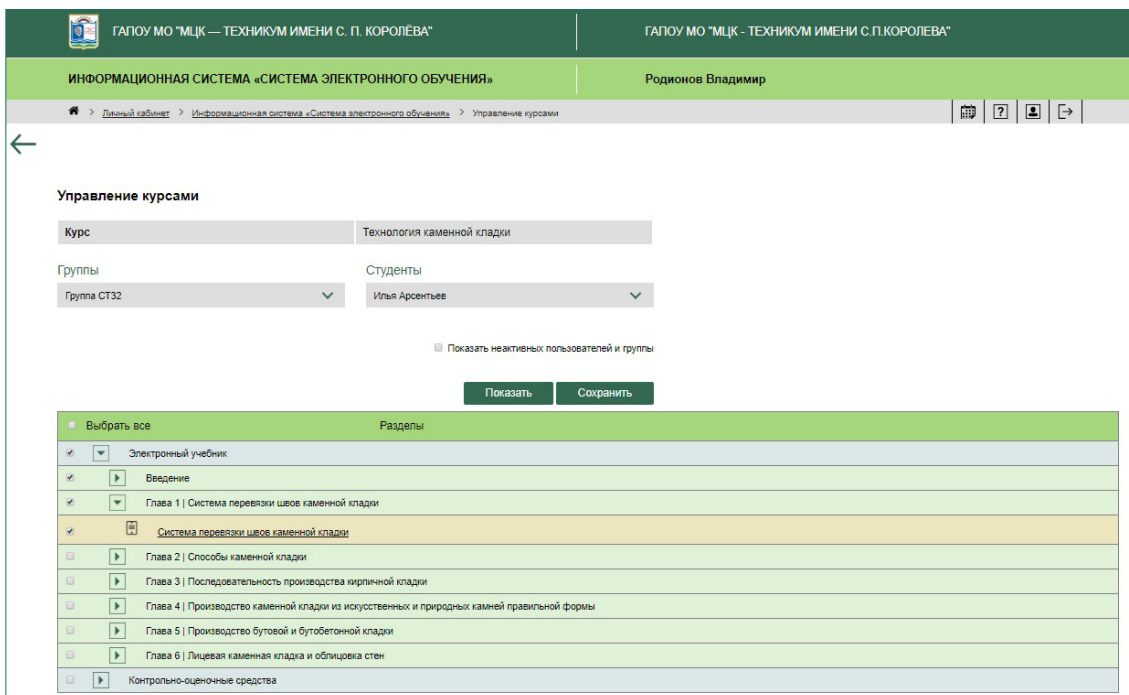 ГАПОУ МО "МЦК — ТЕХНИКУМ ИМЕНИ С. П. КОРОЛЁВА"
ГАПОУ МО "МЦК - ТЕХНИКУМ ИМЕНИ С.П.КОРОЛЕВА"
ИНФОРМАЦИОННАЯ СИСТЕМА «СИСТЕМА ЭЛЕКТРОННОГО ОБУЧЕНИЯ»
Родионов Владимир
> Личный кабинет > Информационная система «Система электронного обучения» > Управление курсами
Управление курсами
Курс
Технология каменной кладки
Группы
Студенты
Группа СТ32
Илья Арсентьев
Показать неактивных пользователей и группы
Показать
Сохранить
Выбрать все
Разделы
Электронный учебник
Введение
Глава 1 | Система перевязки швов каменной кладки
Система перевязки швов каменной кладки
Глава 2 | Способы каменной кладки
Глава 3 | Последовательность производства кирпичной кладки
Глава 4 | Производство каменной кладки из искусственных и природных камней правильной формы
Глава 5 | Производство бутовой и бутобетонной кладки
Глава 6 | Лицевая каменная кладка и облицовка стен
Контрольно-оценочные средства